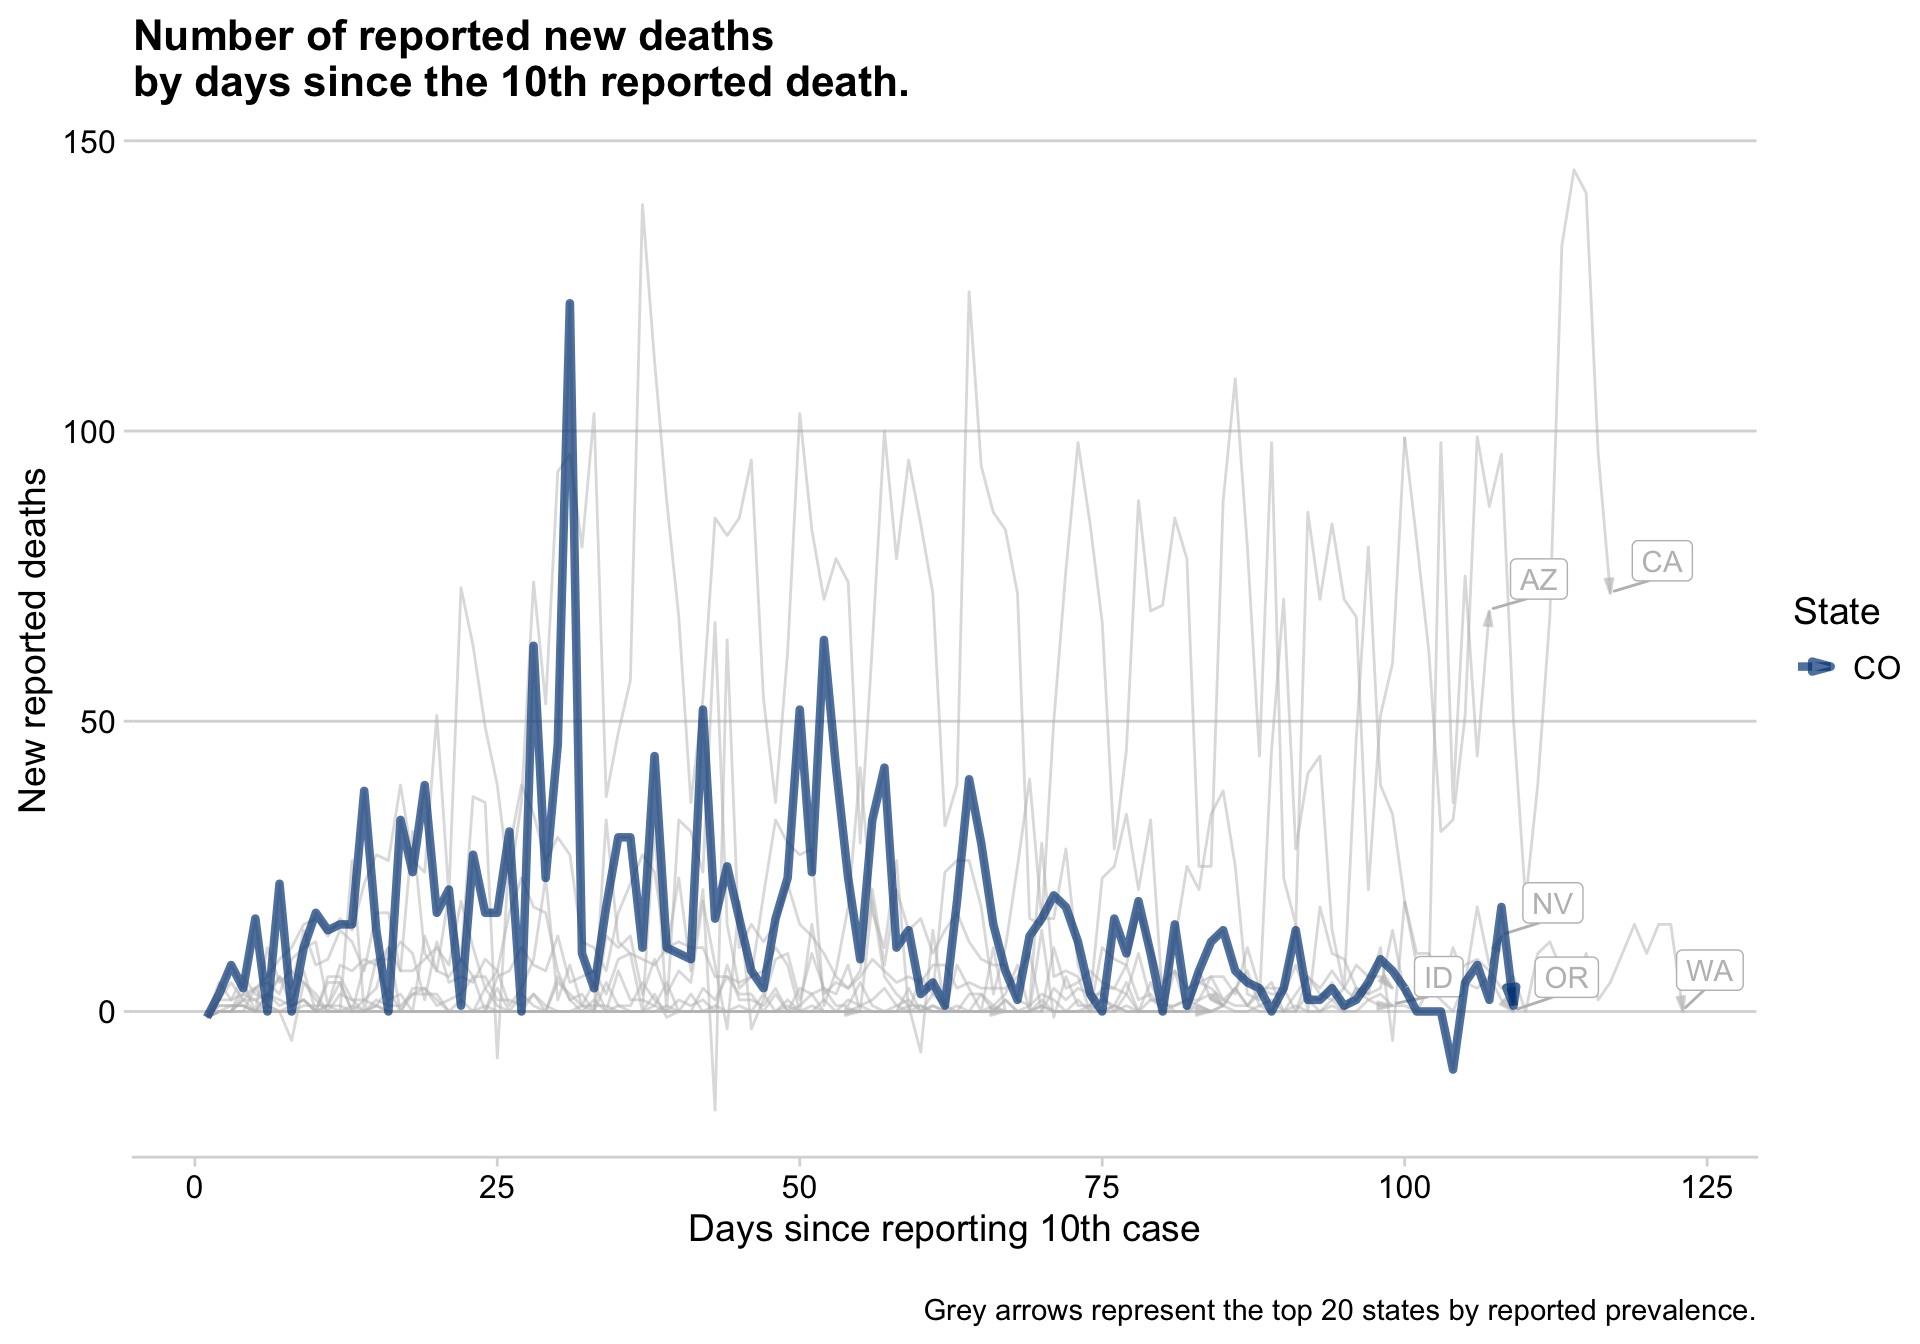 Number of reported new deaths
by days since the 10th reported death.
150
100
50
0
New reported deaths
AZ
CA
NV
ID
OR
WA
State
CO
0
25
50
75
100
125
Days since reporting 10th case
Grey arrows represent the top 20 states by reported prevalence.